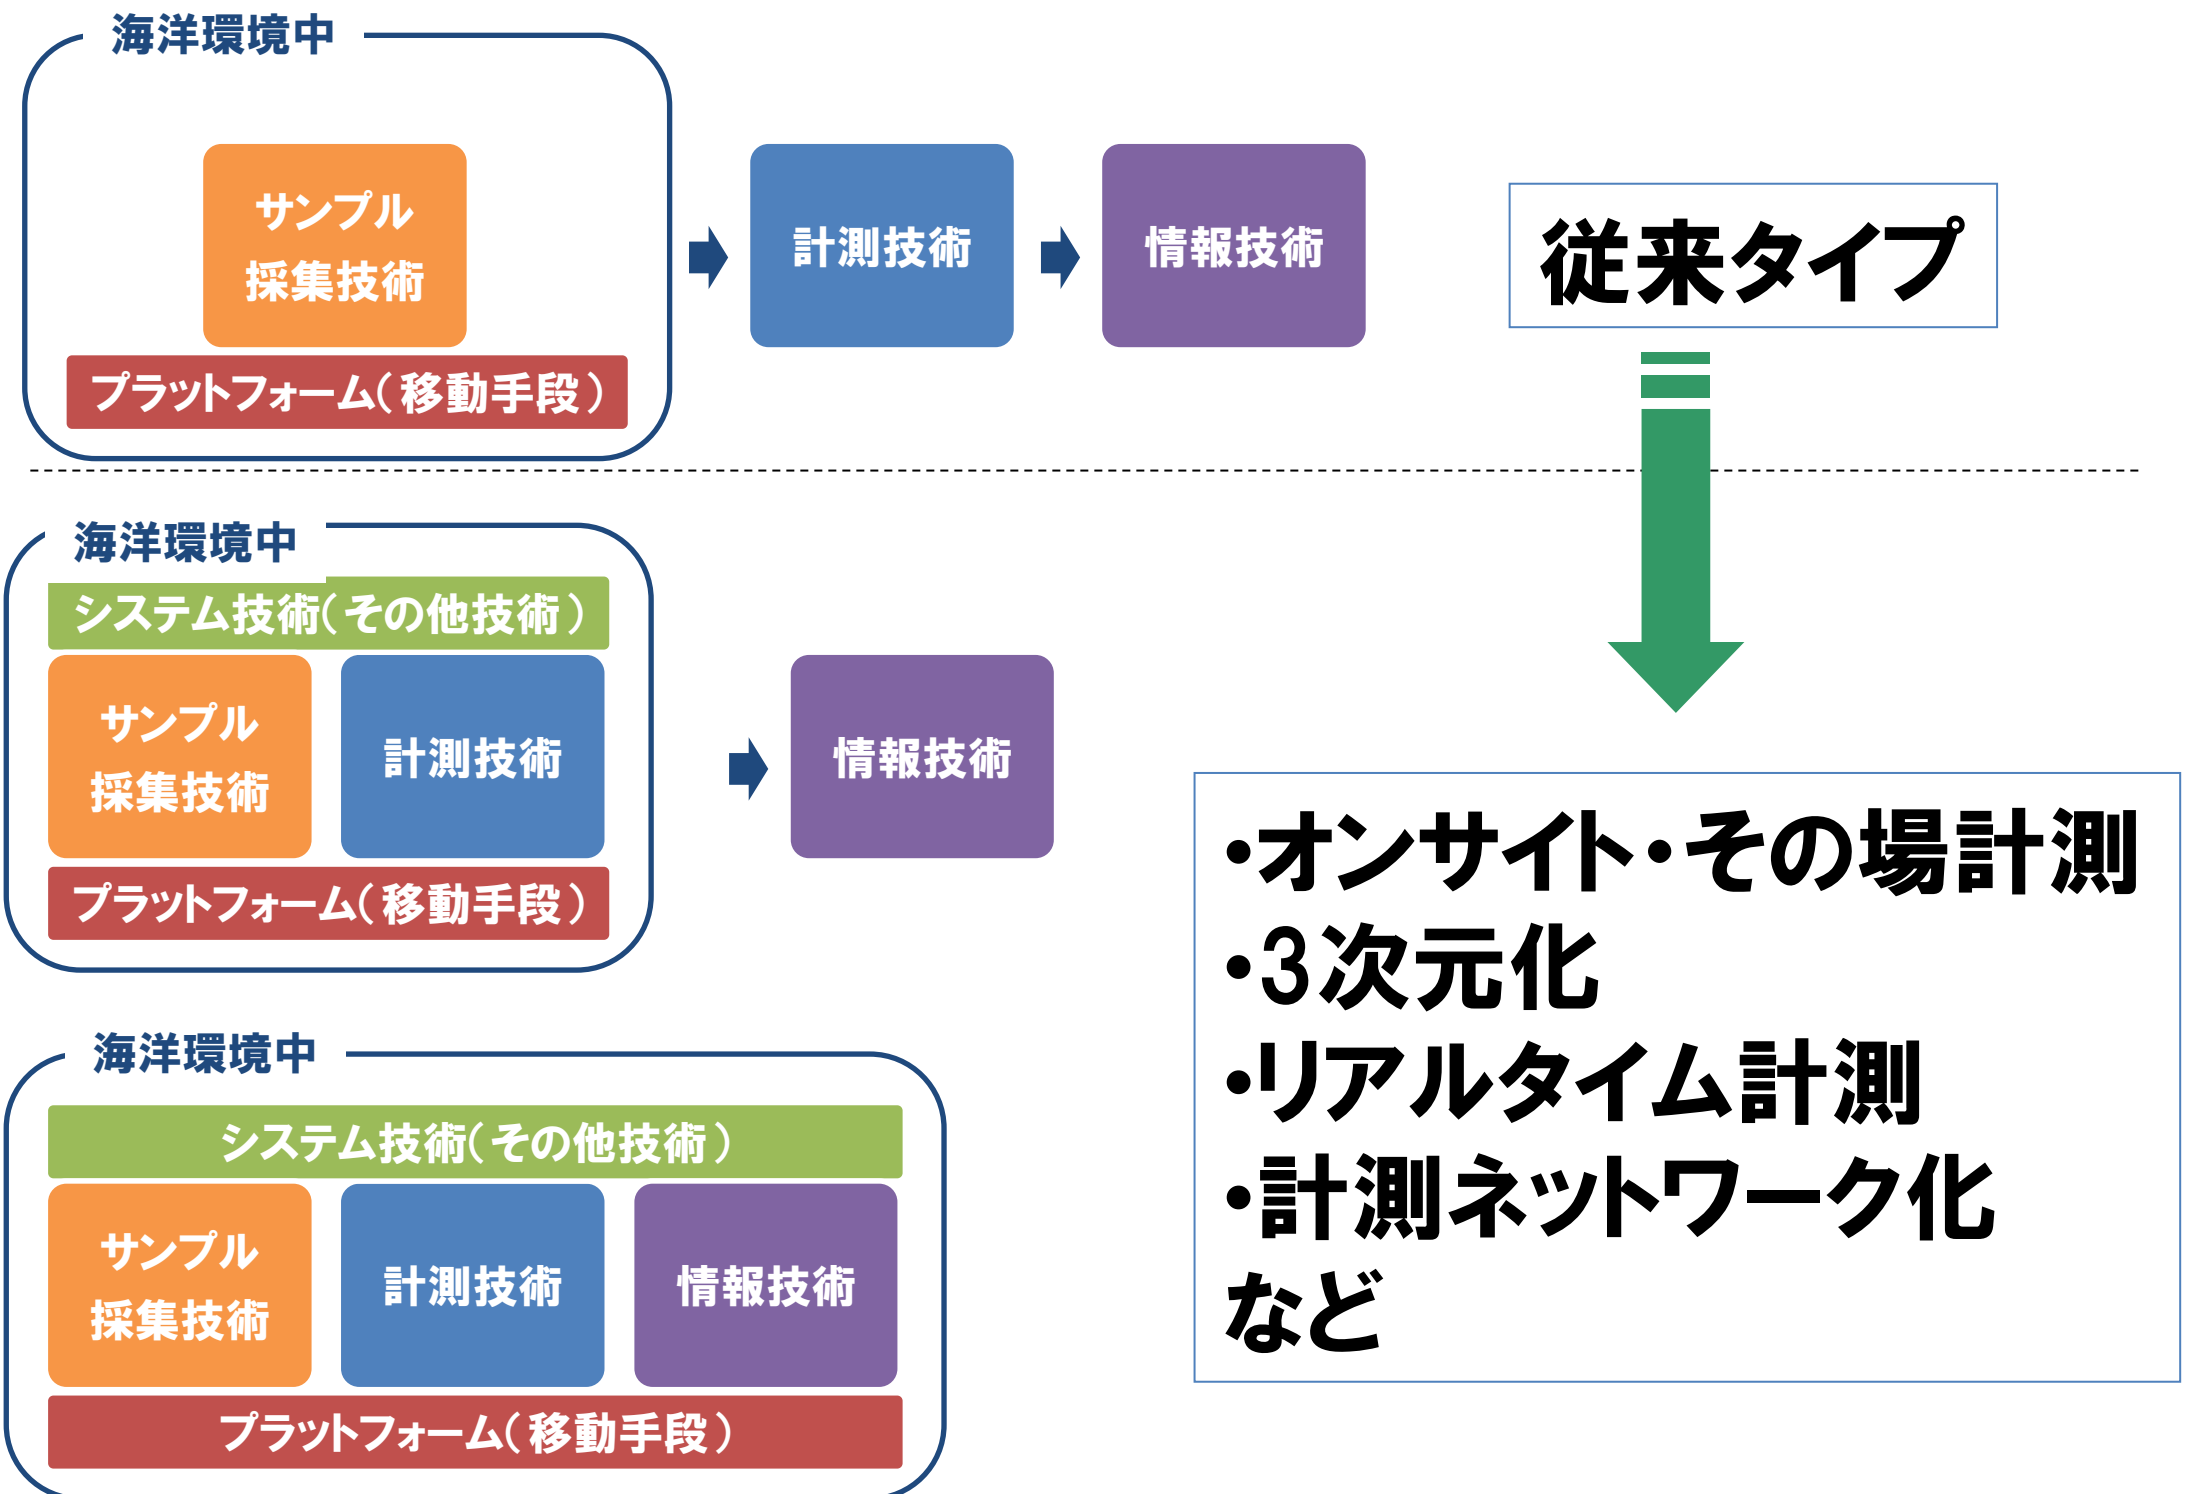 海洋環境中
サンプル
採集技術
プラットフォーム(移動手段)
計測技術
情報技術
従来タイプ
海洋環境中
システム技術(その他技術)
サンプル
採集技術
計測技術
プラットフォーム(移動手段)
情報技術
・オンサイト・その場計測
・3次元化
・リアルタイム計測
・計測ネットワーク化
など
海洋環境中
システム技術(その他技術)
サンプル
採集技術
計測技術
情報技術
プラットフォーム(移動手段)